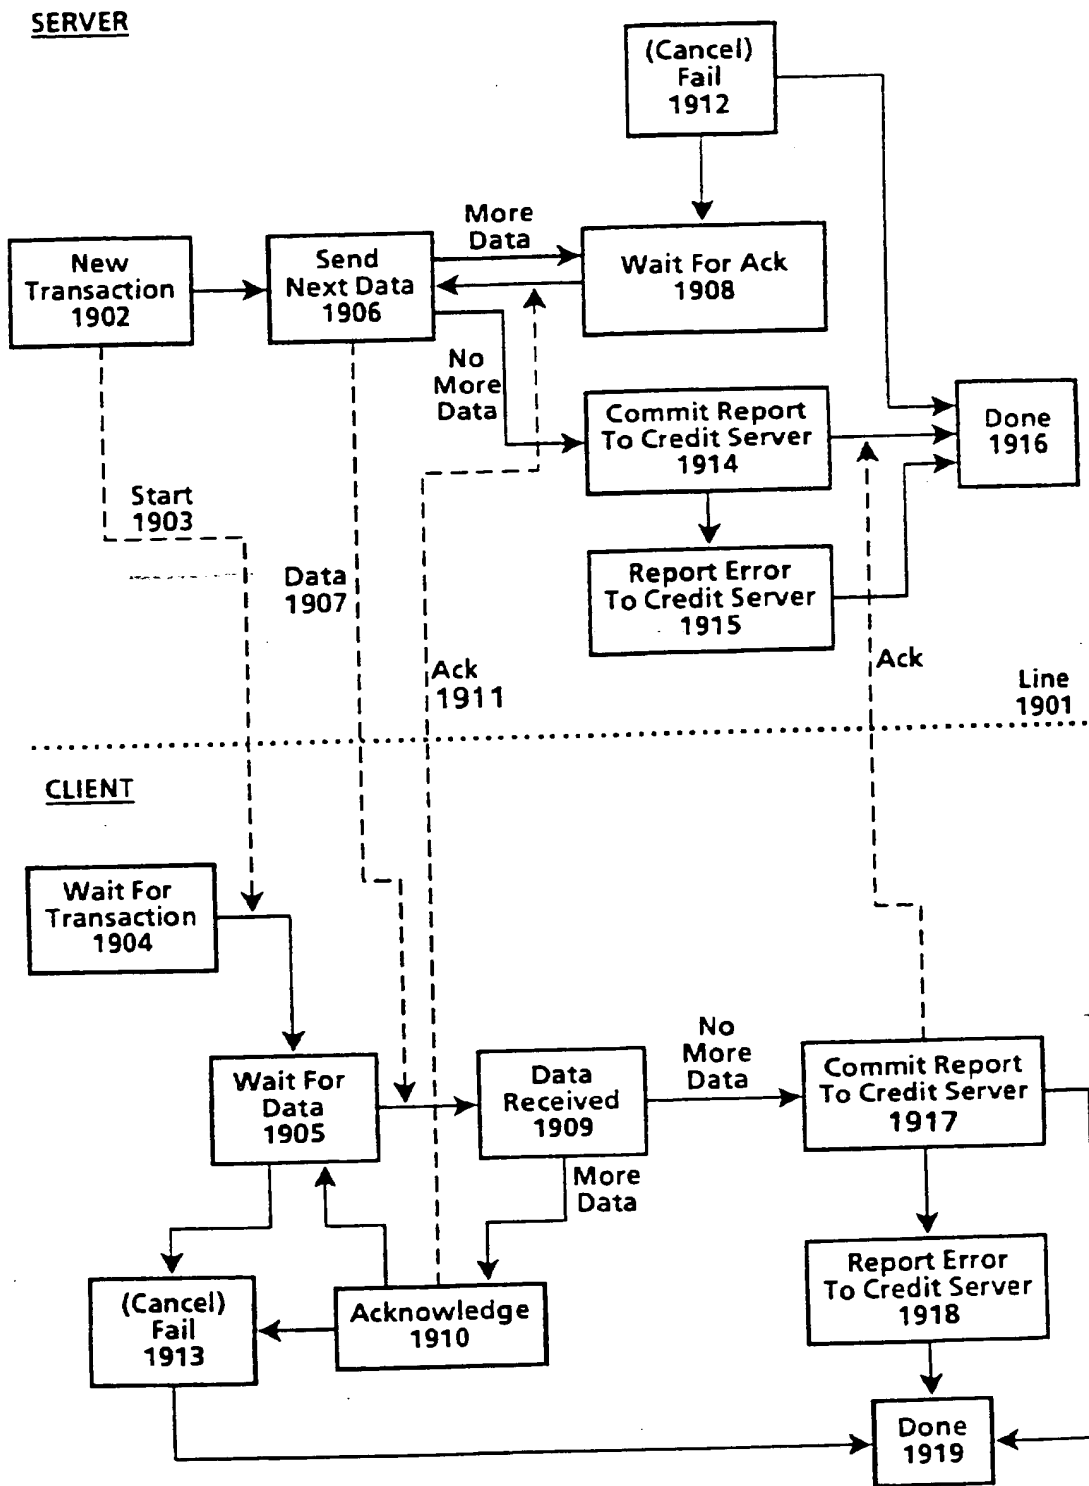 SERVER
(Cancel)
Fail
1912
More
Data
New
Transaction
1902
Send
Next Data
1906
Wait For Ack
1908
No
More
Data
Commit Report
To Credit Server
1914
Done
1916
Start
1903
Data
1907
Report Error
To Credit Server
1915
Ack
1911
Ack
Line
1901
CLIENT
Wait For
Transaction
1904
Wait For
Data
1905
Data
Received
1909
No
More
Data
Commit Report
To Credit Server
1917
More
Data
(Cancel)
Fail
1913
Acknowledge
1910
Report Error
To Credit Server
1918
Done
1919